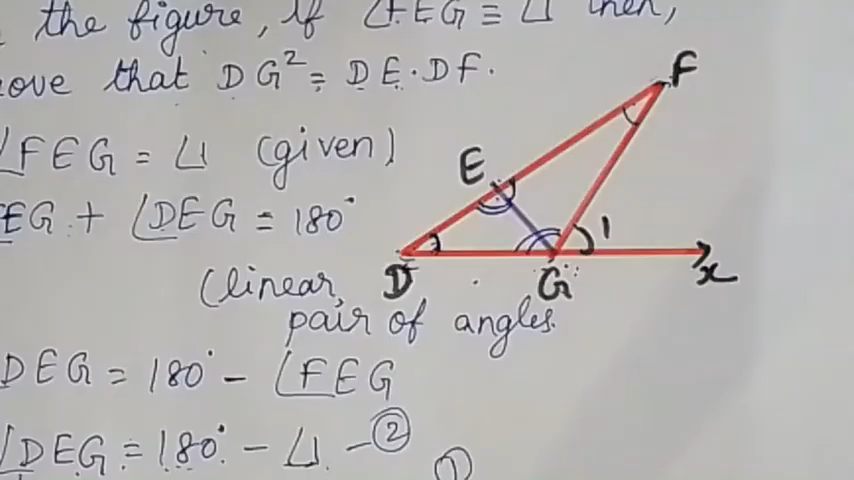 the figure, if ∠FEG = ∠1 then,
ove that DG² = DE·DF.
∠FEG = ∠1 (given)
EG + ∠DEG = 180°
(linear pair of angles.
DEG = 180° - ∠FEG
∠DEG = 180° - ∠1 - ②
①
F
E
1
D
G
x